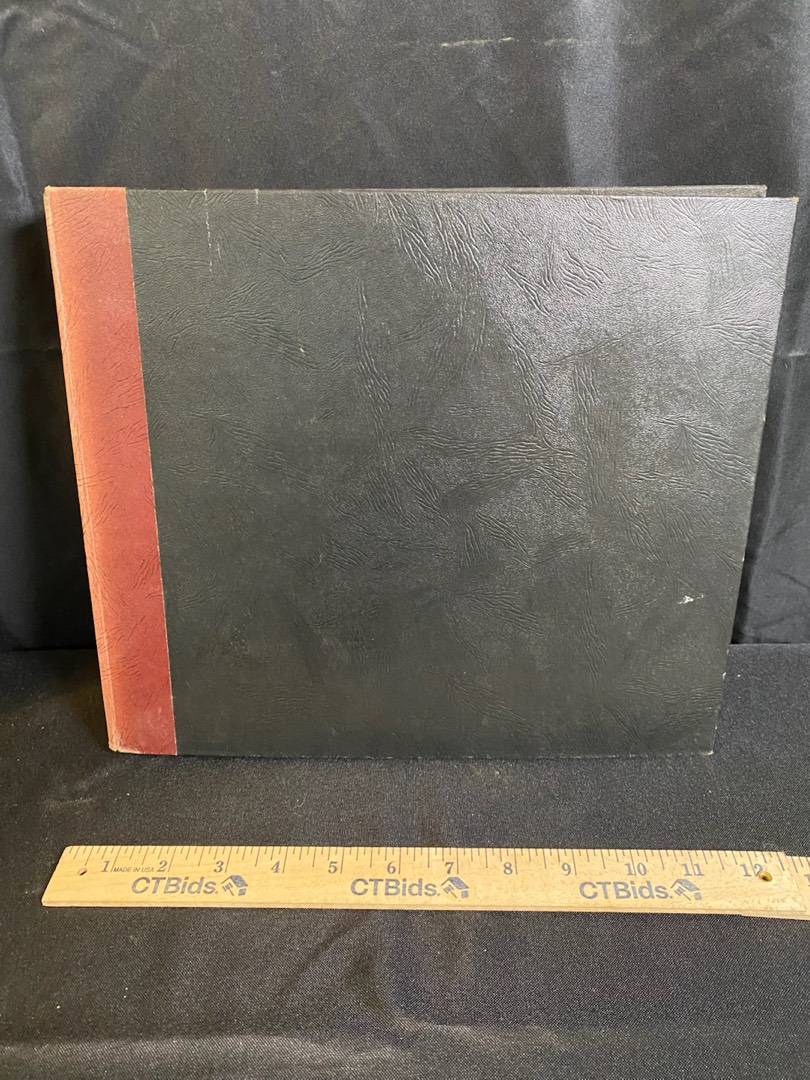 1 MADE IN USA 2 3 4 5 6 7 8 9 10 11 12
CTBids. CTBids. CTBids.